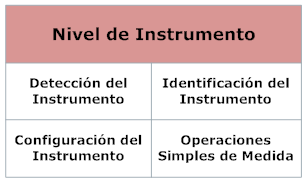 Nivel de Instrumento
Detección del
Instrumento
Identificación del
Instrumento
Configuración del
Instrumento
Operaciones
Simples de Medida